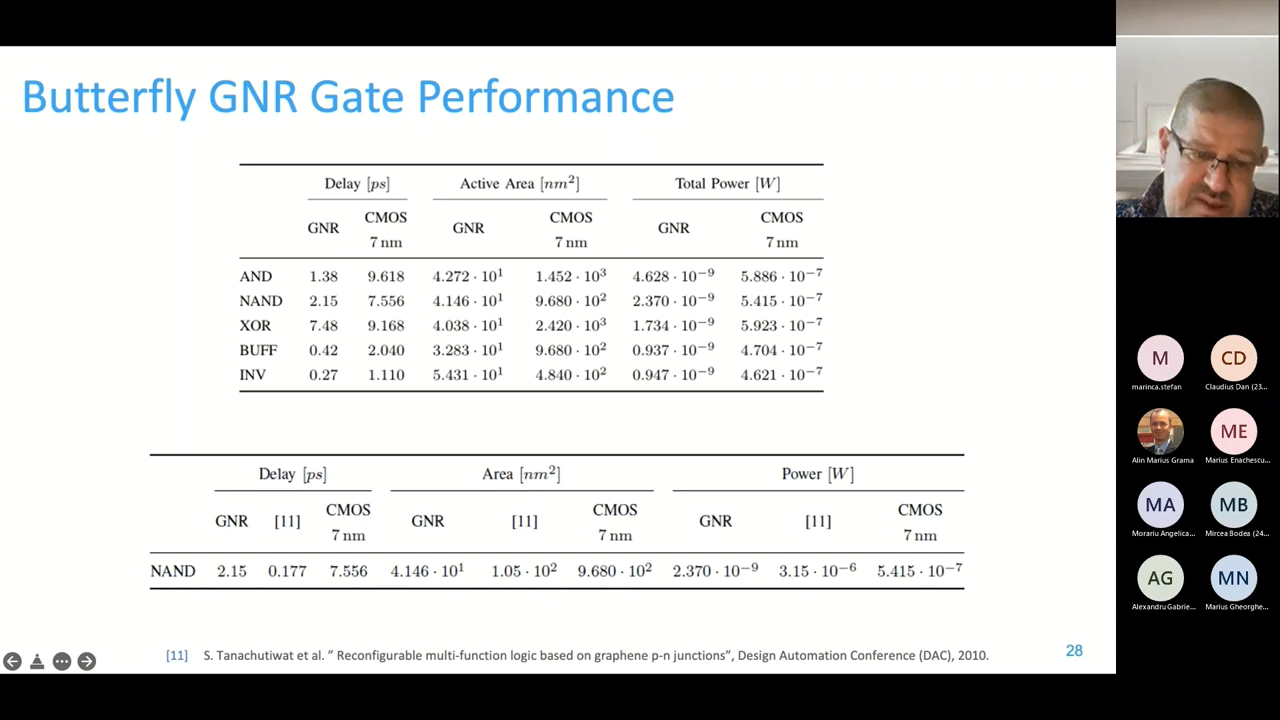 Butterfly GNR Gate Performance
Delay [ps] Active Area [nm²] Total Power [W]
GNR CMOS 7 nm GNR CMOS 7 nm GNR CMOS 7 nm
AND 1.38 9.618 4.272 · 10¹ 1.452 · 10³ 4.628 · 10⁻⁹ 5.886 · 10⁻⁷
NAND 2.15 7.556 4.146 · 10¹ 9.680 · 10² 2.370 · 10⁻⁹ 5.415 · 10⁻⁷
XOR 7.48 9.168 4.038 · 10¹ 2.420 · 10³ 1.734 · 10⁻⁹ 5.923 · 10⁻⁷
BUFF 0.42 2.040 3.283 · 10¹ 9.680 · 10² 0.937 · 10⁻⁹ 4.704 · 10⁻⁷
INV 0.27 1.110 5.431 · 10¹ 4.840 · 10² 0.947 · 10⁻⁹ 4.621 · 10⁻⁷
Delay [ps] Area [nm²] Power [W]
GNR [11] CMOS 7 nm GNR [11] CMOS 7 nm GNR [11] CMOS 7 nm
NAND 2.15 0.177 7.556 4.146 · 10¹ 1.05 · 10² 9.680 · 10² 2.370 · 10⁻⁹ 3.15 · 10⁻⁶ 5.415 · 10⁻⁷
[11] S. Tanachutiwat et al. ” Reconfigurable multi-function logic based on graphene p-n junctions”, Design Automation Conference (DAC), 2010.
28
M CD
marinca.stefan Claudius Dan (23...
ME
Alin Marius Grama Marius Enachescu...
MA MB
Morariu Angelica... Mircea Bodea (24...
AG MN
Alexandru Gabrie... Marius Gheorghe...